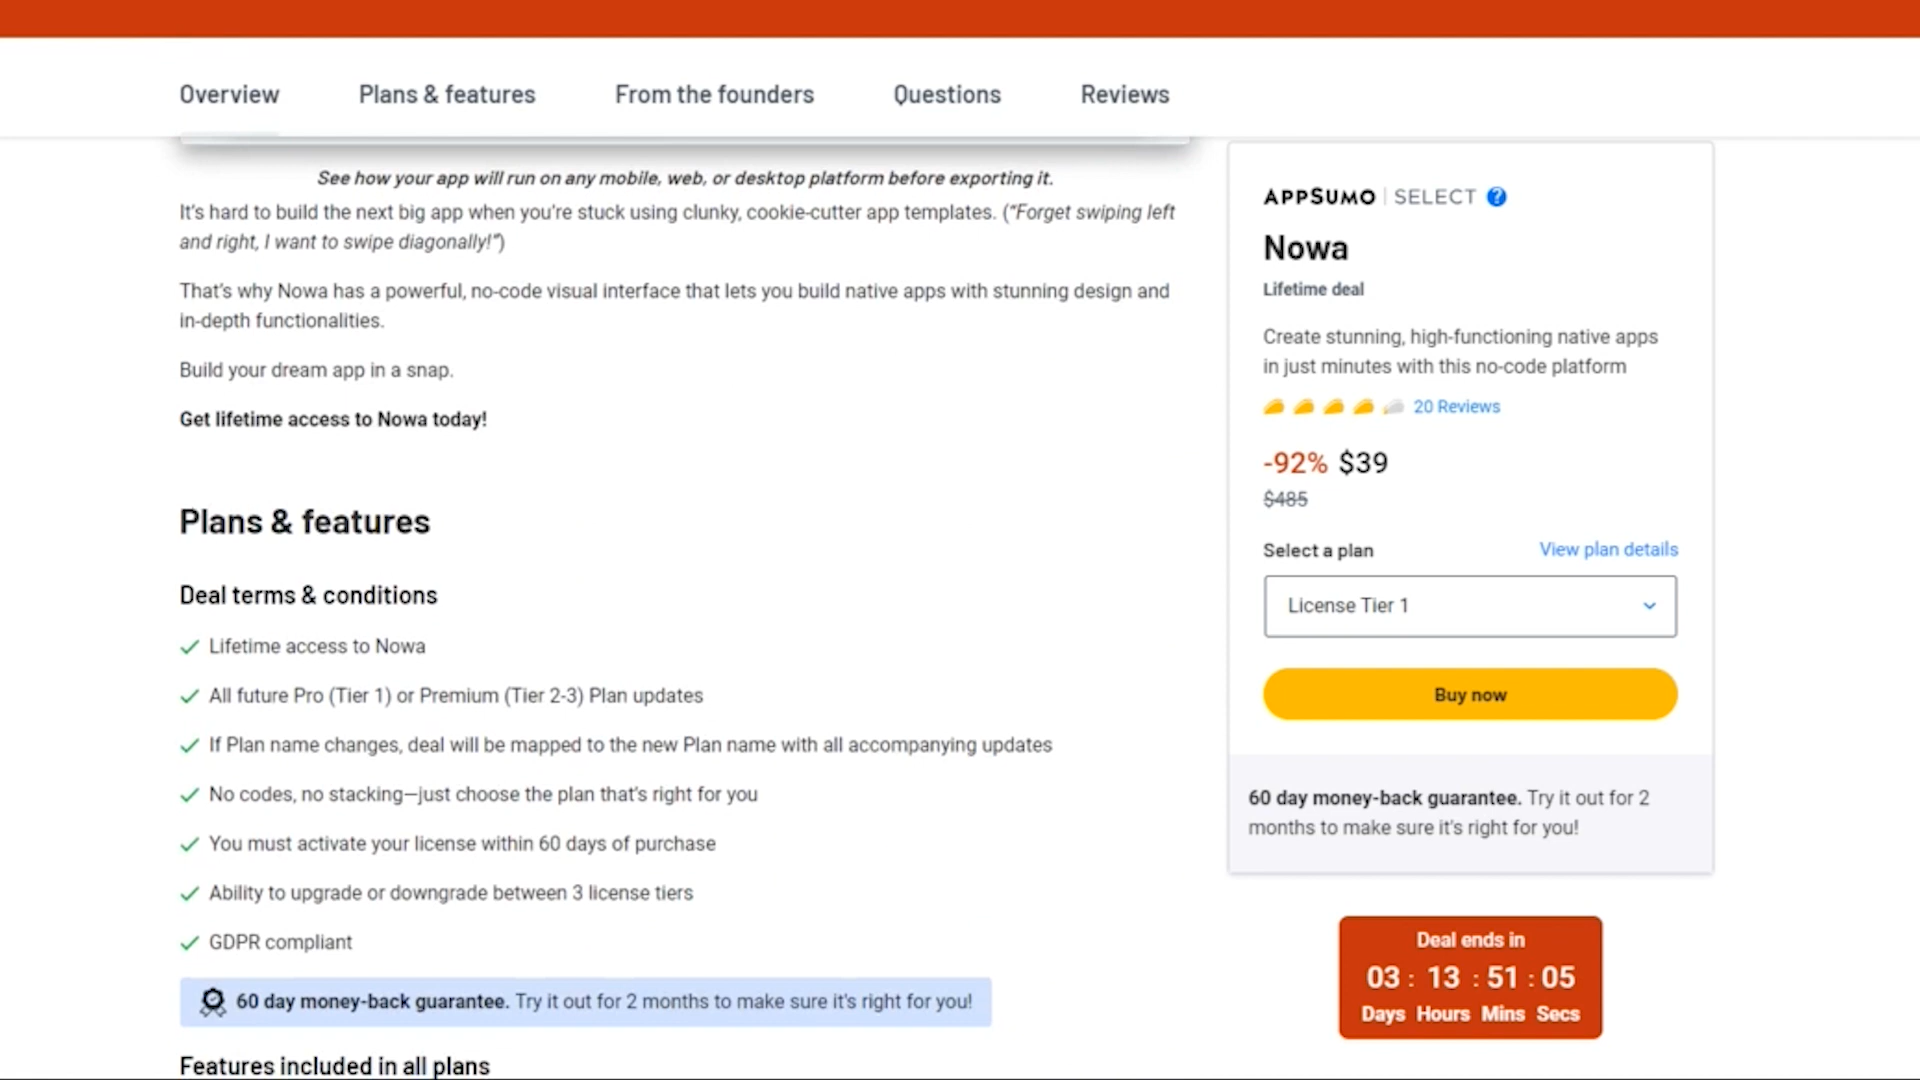 Overview Plans & features From the founders Questions Reviews
See how your app will run on any mobile, web, or desktop platform before exporting it.
It's hard to build the next big app when you're stuck using clunky, cookie-cutter app templates. (“Forget swiping left
and right, I want to swipe diagonally!”)
That's why Nowa has a powerful, no-code visual interface that lets you build native apps with stunning design and
in-depth functionalities.
Build your dream app in a snap.
Get lifetime access to Nowa today!
Plans & features
Deal terms & conditions
Lifetime access to Nowa
All future Pro (Tier 1) or Premium (Tier 2-3) Plan updates
If Plan name changes, deal will be mapped to the new Plan name with all accompanying updates
No codes, no stacking—just choose the plan that's right for you
You must activate your license within 60 days of purchase
Ability to upgrade or downgrade between 3 license tiers
GDPR compliant
60 day money-back guarantee. Try it out for 2 months to make sure it's right for you!
Features included in all plans
APPSUMO | SELECT ?
Nowa
Lifetime deal
Create stunning, high-functioning native apps
in just minutes with this no-code platform
20 Reviews
-92% $39
$485
Select a plan View plan details
License Tier 1
Buy now
60 day money-back guarantee. Try it out for 2
months to make sure it's right for you!
Deal ends in
03 : 13 : 51 : 05
Days Hours Mins Secs